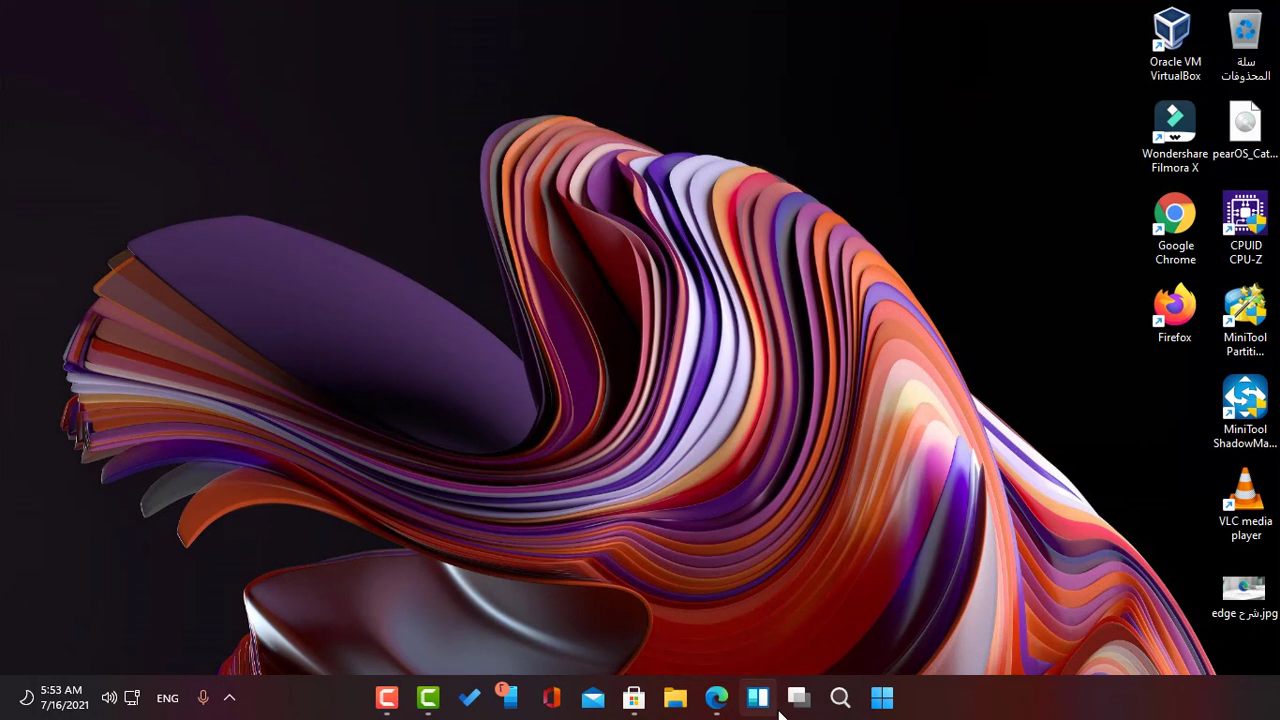 Oracle VM
VirtualBox
سلة
المحذوفات
Wondershare
Filmora X
pearOS_Cat...
Google
Chrome
CPUID
CPU-Z
Firefox
MiniTool
Partiti...
MiniTool
ShadowMa...
VLC media
player
شرح edge.jpg
5:53 AM
7/16/2021
ENG